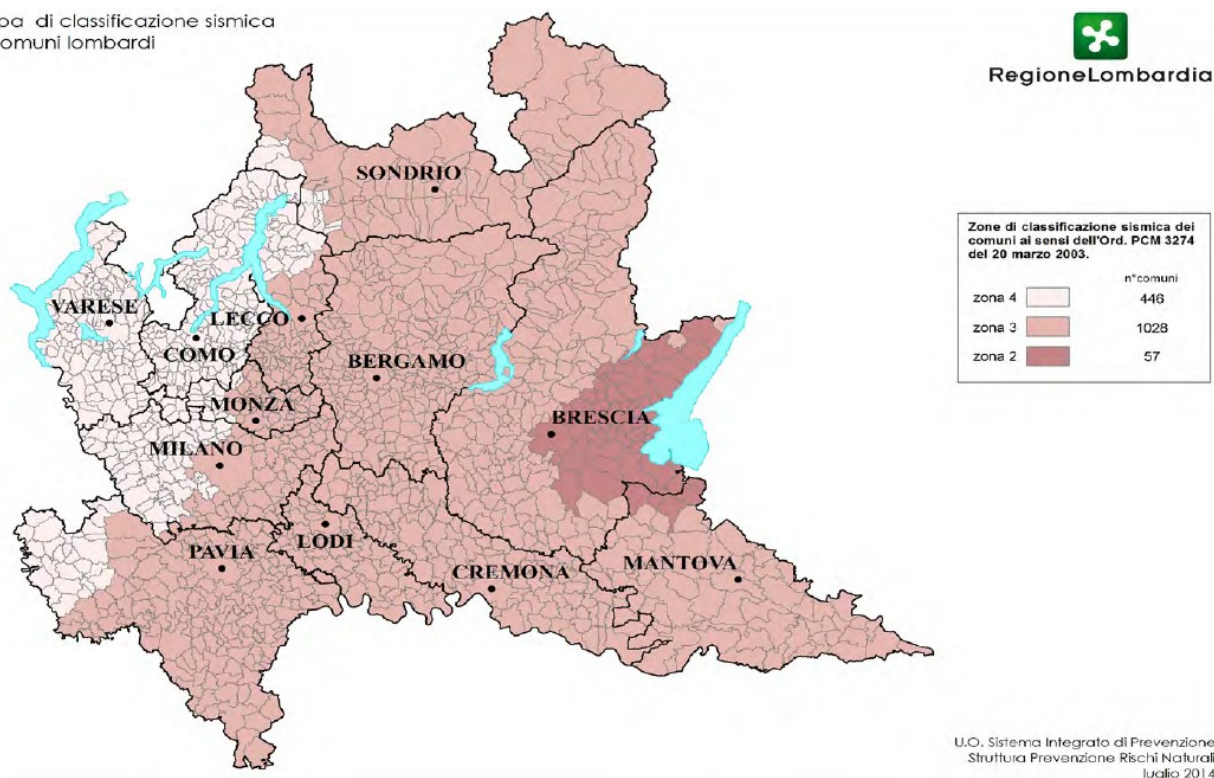 di classificazione sismica
comuni lombardi
RegioneLombardia
SONDRIO
VARESE
LECCO
COMO
BERGAMO
MONZA
BRESCIA
MILANO
PAVIA
LODI
CREMONA
MANTOVA
Zone di classificazione sismica dei
comuni ai sensi dell'Ord. PCM 3274
del 20 marzo 2003.
n°comuni
zona 4 446
zona 3 1028
zona 2 57
U.O. Sistema Integrato di Prevenzione
Struttura Prevenzione Rischi Naturali
luglio 2014